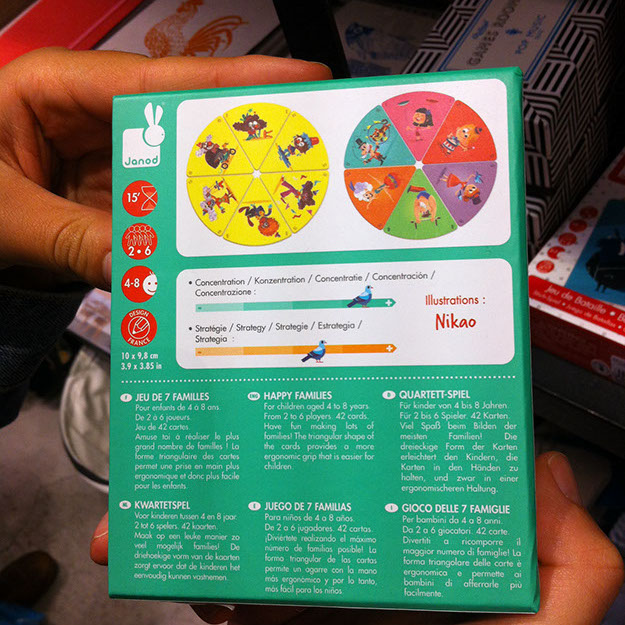 GAMES ROOM
POP MUSIC
Janod
15'
2 • 6
4-8
DESIGN
FRANCE
10 x 9,8 cm
3.9 x 3.85 in
• Concentration / Konzentration / Concentratie / Concentración /
Concentrazione :
• Stratégie / Strategy / Strategie / Estrategia /
Strategia :
Illustrations :
Nikao
F JEU DE 7 FAMILLES
Pour enfants de 4 à 8 ans.
De 2 à 6 joueurs.
Jeu de 42 cartes.
Amuse toi à réaliser le plus
grand nombre de familles ! La
forme triangulaire des cartes
permet une prise en main plus
ergonomique et donc plus facile
pour les enfants.
HAPPY FAMILIES
For children aged 4 to 8 years.
From 2 to 6 players. 42 cards.
Have fun making lots of
families! The triangular shape of
the cards provides a more
ergonomic grip that is easier for
children.
D QUARTETT-SPIEL
Für kinder von 4 bis 8 Jahren.
Für 2 bis 6 Spieler. 42 Karten.
Viel Spaß beim Bilden der
meisten Familien! Die
dreieckige Form der Karten
erleichtert den Kindern, die
Karten in den Händen zu
halten, und zwar in einer
ergonomischeren Haltung.
NL KWARTETSPEL
Voor kinderen tussen 4 en 8 jaar.
2 tot 6 spelers. 42 kaarten.
Maak op een leuke manier zo
veel mogelijk families! De
driehoekige vorm van de kaarten
zorgt ervoor dat de kinderen het
eenvoudig kunnen vastnemen.
E JUEGO DE 7 FAMILIAS
Para niños de 4 a 8 años.
De 2 a 6 jugadores. 42 cartas.
¡Diviértete realizando el máximo
número de familias posible! La
forma triangular de las cartas
permite un agarre con la mano
más ergonómico y por lo tanto,
más fácil para los niños.
I GIOCO DELLE 7 FAMIGLIE
Per bambini da 4 a 8 anni.
Da 2 a 6 giocatori. 42 carte.
Divertiti a ricomporre il
maggior numero di famiglie! La
forma triangolare delle carte è
ergonomica e permette ai
bambini di afferrarle più
facilmente.
Jeu de Bataille